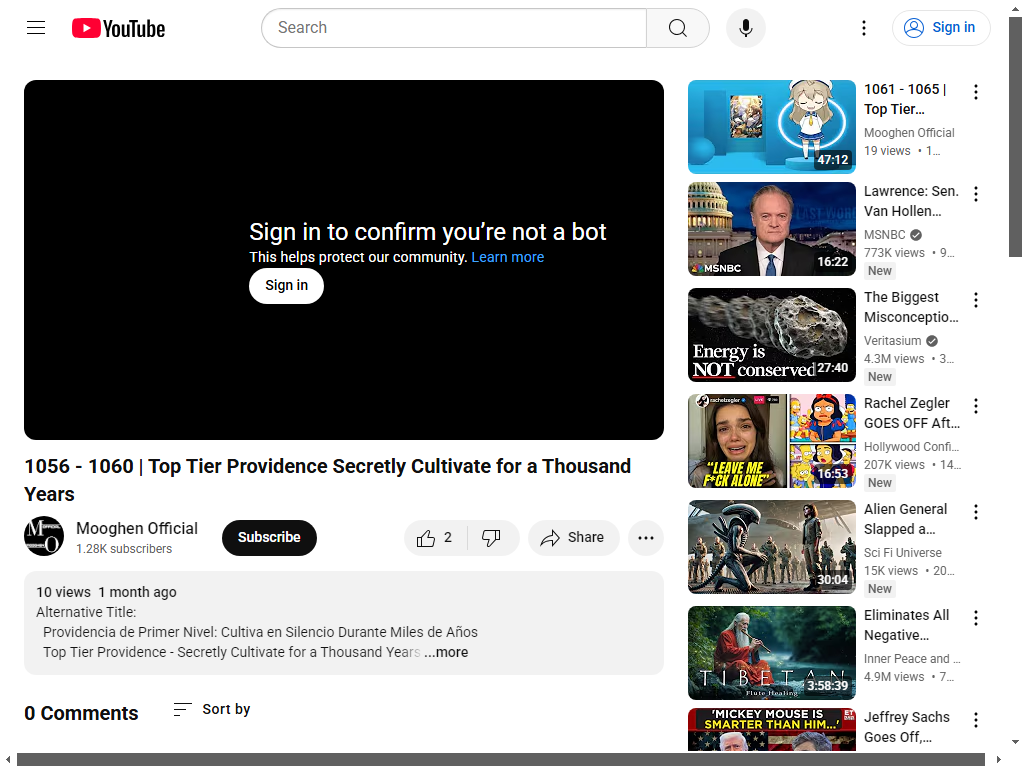 YouTube
Search
Sign in
Sign in to confirm you're not a bot
This helps protect our community. Learn more
Sign in
1056 - 1060 | Top Tier Providence Secretly Cultivate for a Thousand
Years
Mooghen Official
1.28K subscribers
Subscribe
2
Share
10 views 1 month ago
Alternative Title:
Providencia de Primer Nivel: Cultiva en Silencio Durante Miles de Años
Top Tier Providence - Secretly Cultivate for a Thousand Years ...more
0 Comments
Sort by
47:12
1061 - 1065 |
Top Tier...
Mooghen Official
19 views • 1...
MSNBC
16:22
Lawrence: Sen.
Van Hollen...
MSNBC
773K views • 9...
New
Energy is
NOT conserved
27:40
The Biggest
Misconceptio...
Veritasium
4.3M views • 3...
New
rachelzegler
LIVE
"LEAVE ME
F*CK ALONE"
16:53
Rachel Zegler
GOES OFF Aft...
Hollywood Confi...
207K views • 14...
New
30:04
Alien General
Slapped a...
Sci Fi Universe
15K views • 20...
New
TIBETAN
Flute Healing
3:58:39
Eliminates All
Negative...
Inner Peace and ...
4.9M views • 7...
'MICKEY MOUSE IS
SMARTER THAN HIM...'
Jeffrey Sachs
Goes Off,...